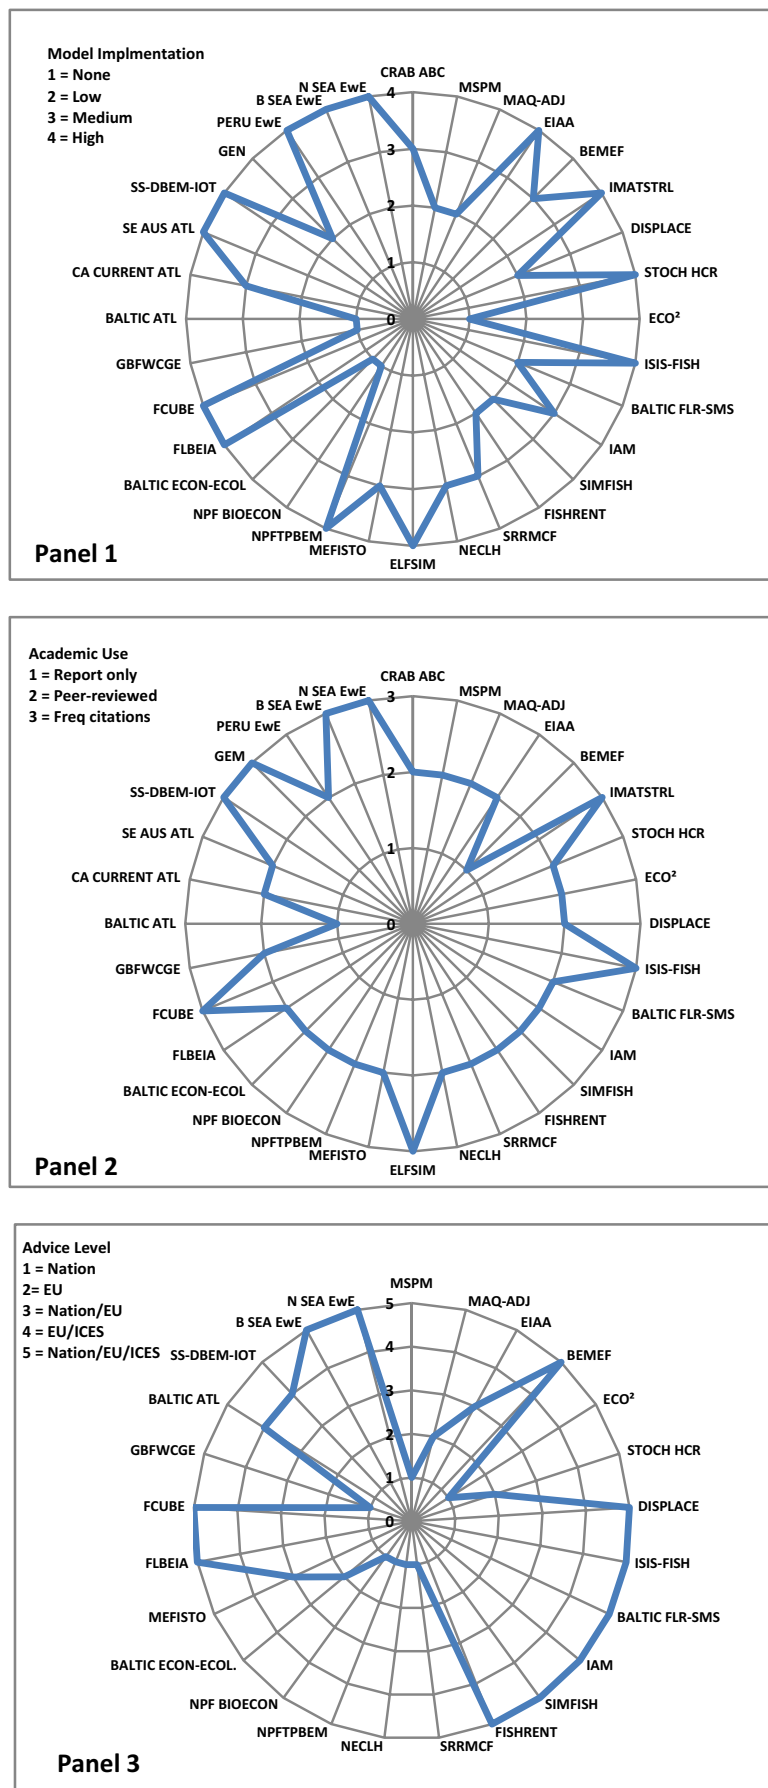 Model Implmentation
1 = None
2 = Low
3 = Medium
4 = High
CRAB ABC
MSPM
MAQ-ADJ
EIAA
BEMEF
IMATSTRL
DISPLACE
STOCH HCR
ECO²
ISIS-FISH
BALTIC FLR-SMS
IAM
SIMFISH
FISHRENT
SRRMCF
NECLH
ELFSIM
MEFISTO
NPFTPBEM
NPF BIOECON
BALTIC ECON-ECOL
FLBEIA
FCUBE
GBFWCGE
BALTIC ATL
CA CURRENT ATL
SE AUS ATL
SS-DBEM-IOT
GEN
PERU EwE
B SEA EwE
N SEA EwE
4
3
2
1
0
Panel 1
Academic Use
1 = Report only
2 = Peer-reviewed
3 = Freq citations
CRAB ABC
MSPM
MAQ-ADJ
EIAA
BEMEF
IMATSTRL
STOCH HCR
ECO²
DISPLACE
ISIS-FISH
BALTIC FLR-SMS
IAM
SIMFISH
FISHRENT
SRRMCF
NECLH
ELFSIM
MEFISTO
NPFTPBEM
NPF BIOECON
BALTIC ECON-ECOL
FLBEIA
FCUBE
GBFWCGE
BALTIC ATL
CA CURRENT ATL
SE AUS ATL
SS-DBEM-IOT
GEM
PERU EwE
B SEA EwE
N SEA EwE
3
2
1
0
Panel 2
Advice Level
1 = Nation
2= EU
3 = Nation/EU
4 = EU/ICES
5 = Nation/EU/ICES
MSPM
MAQ-ADJ
EIAA
BEMEF
ECO²
STOCH HCR
DISPLACE
ISIS-FISH
BALTIC FLR-SMS
IAM
SIMFISH
FISHRENT
SRRMCF
NECLH
NPFTPBEM
NPF BIOECON
BALTIC ECON-ECOL.
MEFISTO
FLBEIA
FCUBE
GBFWCGE
BALTIC ATL
SS-DBEM-IOT
B SEA EwE
N SEA EwE
5
4
3
2
1
0
Panel 3